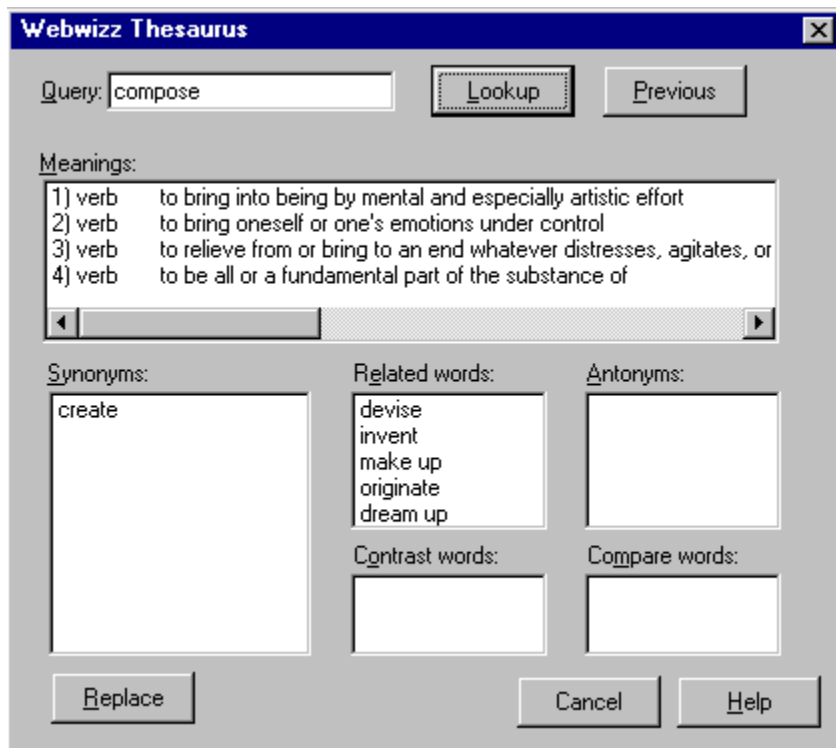 Webwizz Thesaurus
Query: compose Lookup Previous
Meanings:
1) verb to bring into being by mental and especially artistic effort
2) verb to bring oneself or one's emotions under control
3) verb to relieve from or bring to an end whatever distresses, agitates, or
4) verb to be all or a fundamental part of the substance of
Synonyms: Related words: Antonyms:
create devise
invent
make up
originate
dream up
Contrast words: Compare words:
Replace Cancel Help